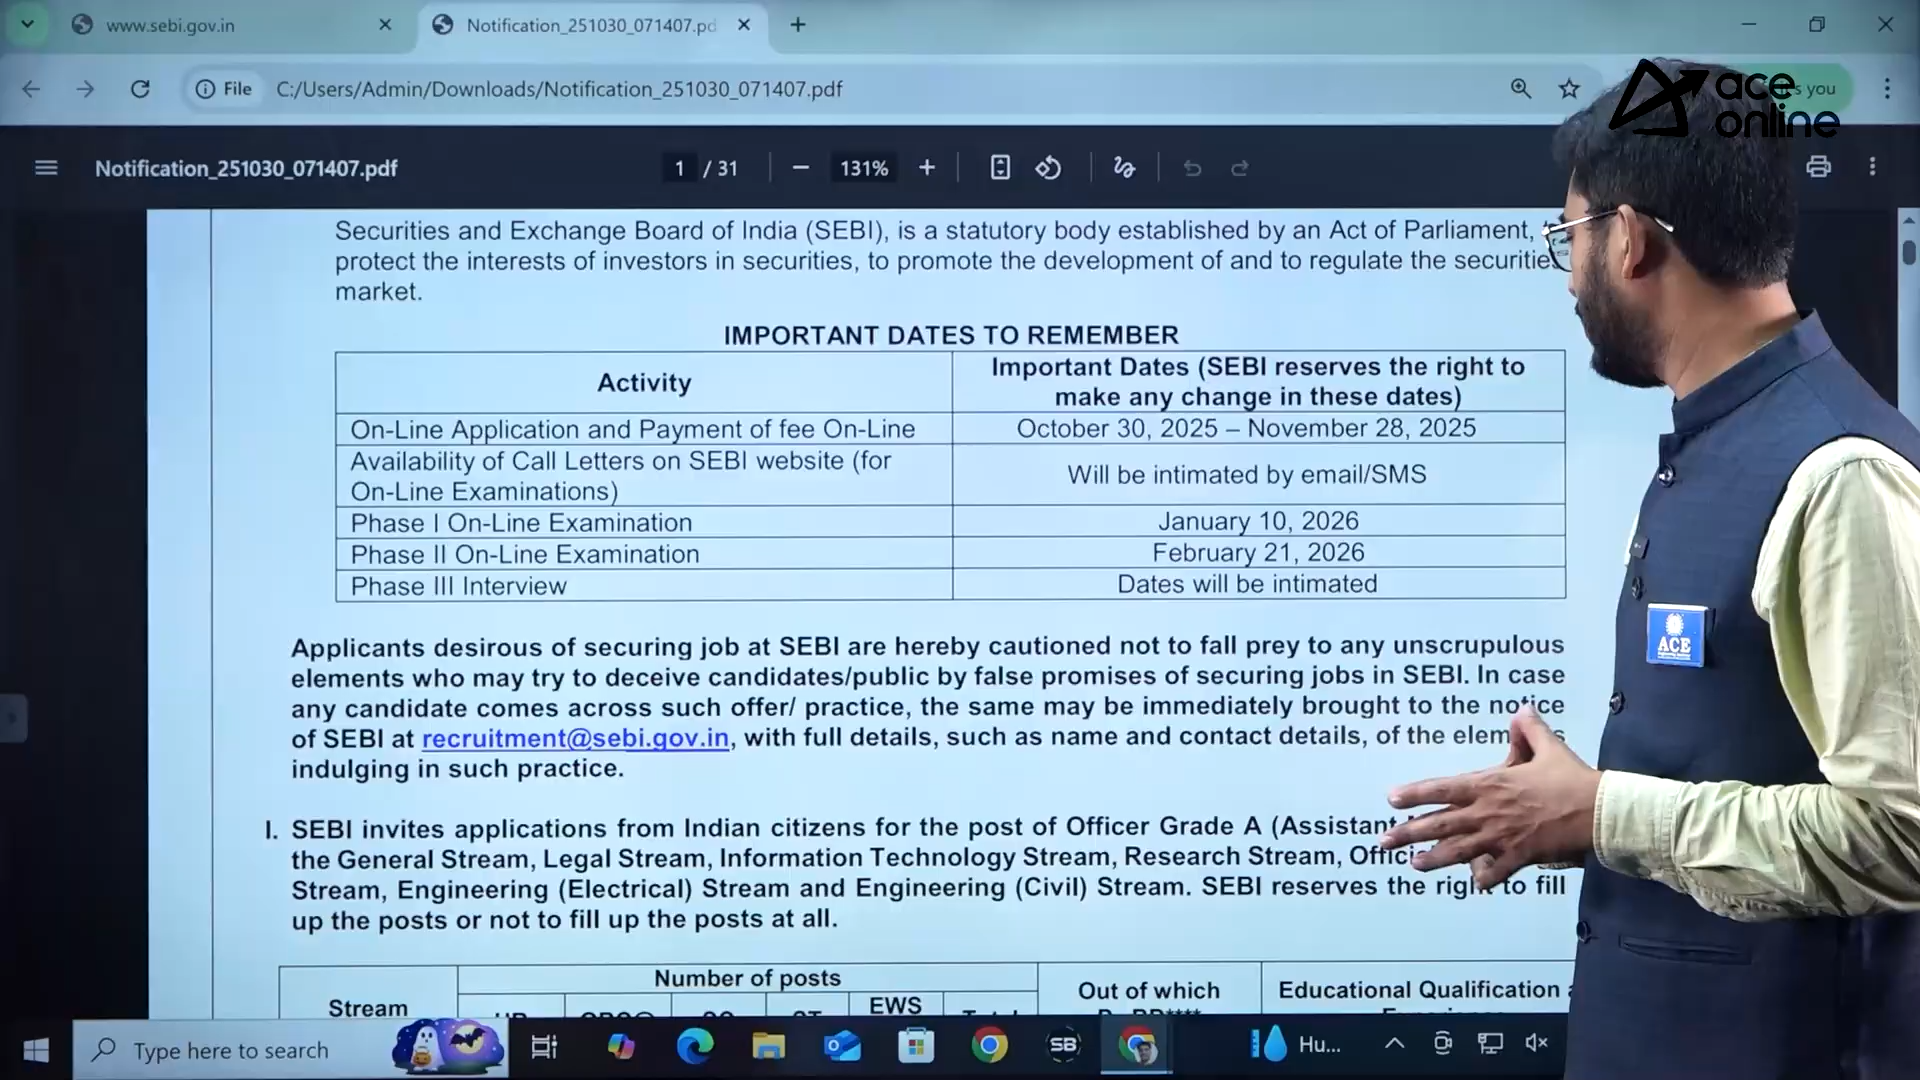 www.sebi.gov.in
Notification_251030_071407.pd
File
C:/Users/Admin/Downloads/Notification_251030_071407.pdf
s you
ace
online
Notification_251030_071407.pdf
1 / 31
131%
Securities and Exchange Board of India (SEBI), is a statutory body established by an Act of Parliament,
protect the interests of investors in securities, to promote the development of and to regulate the securities
market.
IMPORTANT DATES TO REMEMBER
Activity
Important Dates (SEBI reserves the right to
make any change in these dates)
On-Line Application and Payment of fee On-Line
October 30, 2025 – November 28, 2025
Availability of Call Letters on SEBI website (for
On-Line Examinations)
Will be intimated by email/SMS
Phase I On-Line Examination
January 10, 2026
Phase II On-Line Examination
February 21, 2026
Phase III Interview
Dates will be intimated
Applicants desirous of securing job at SEBI are hereby cautioned not to fall prey to any unscrupulous
elements who may try to deceive candidates/public by false promises of securing jobs in SEBI. In case
any candidate comes across such offer/ practice, the same may be immediately brought to the notice
of SEBI at recruitment@sebi.gov.in, with full details, such as name and contact details, of the
indulging in such practice.
I. SEBI invites applications from Indian citizens for the post of Officer Grade A (Assistant
the General Stream, Legal Stream, Information Technology Stream, Research Stream,
Stream, Engineering (Electrical) Stream and Engineering (Civil) Stream. SEBI reserves the right to fill
up the posts or not to fill up the posts at all.
Stream
Number of posts
EWS
Out of which
Educational Qualification
ACE
Type here to search
SB
Hu...